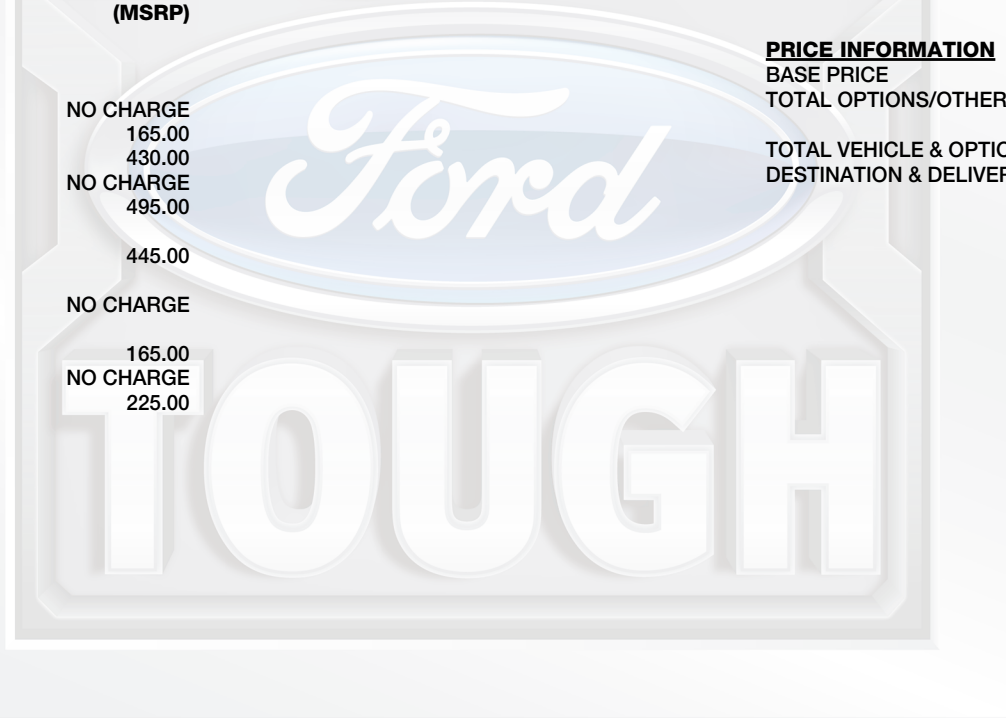 (MSRP)
NO CHARGE
165.00
430.00
NO CHARGE
495.00
445.00
NO CHARGE
165.00
NO CHARGE
225.00
PRICE INFORMATION
BASE PRICE
TOTAL OPTIONS/OTHER
TOTAL VEHICLE & OPTIO
DESTINATION & DELIVER
Ford
TOUGH